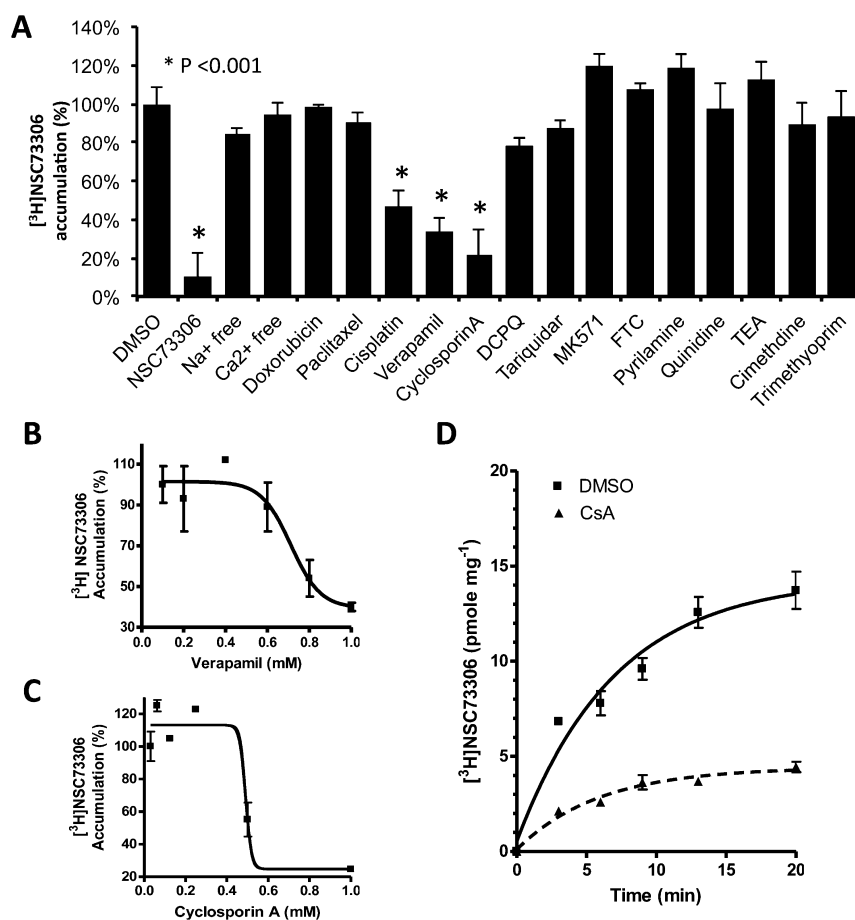 A
[³H]NSC73306
accumulation (%)
140%
120%
100%
80%
60%
40%
20%
0%
* P <0.001
*
*
*
*
DMSO
NSC73306
Na+ free
Ca2+ free
Doxorubicin
Paclitaxel
Cisplatin
Verapamil
CyclosporinA
DCPQ
Tariquidar
MK571
FTC
Pyrilamine
Quinidine
TEA
Cimethdine
Trimethyoprim
B
[³H] NSC73306
Accumulation (%)
110
90
70
50
30
0.0 0.2 0.4 0.6 0.8 1.0
Verapamil (mM)
C
[³H]NSC73306
Accumulation (%)
120
100
80
60
40
20
0.0 0.2 0.4 0.6 0.8 1.0
Cyclosporin A (mM)
D
[³H]NSC73306 (pmole mg⁻¹)
20
15
10
5
0
DMSO
CsA
0 5 10 15 20
Time (min)